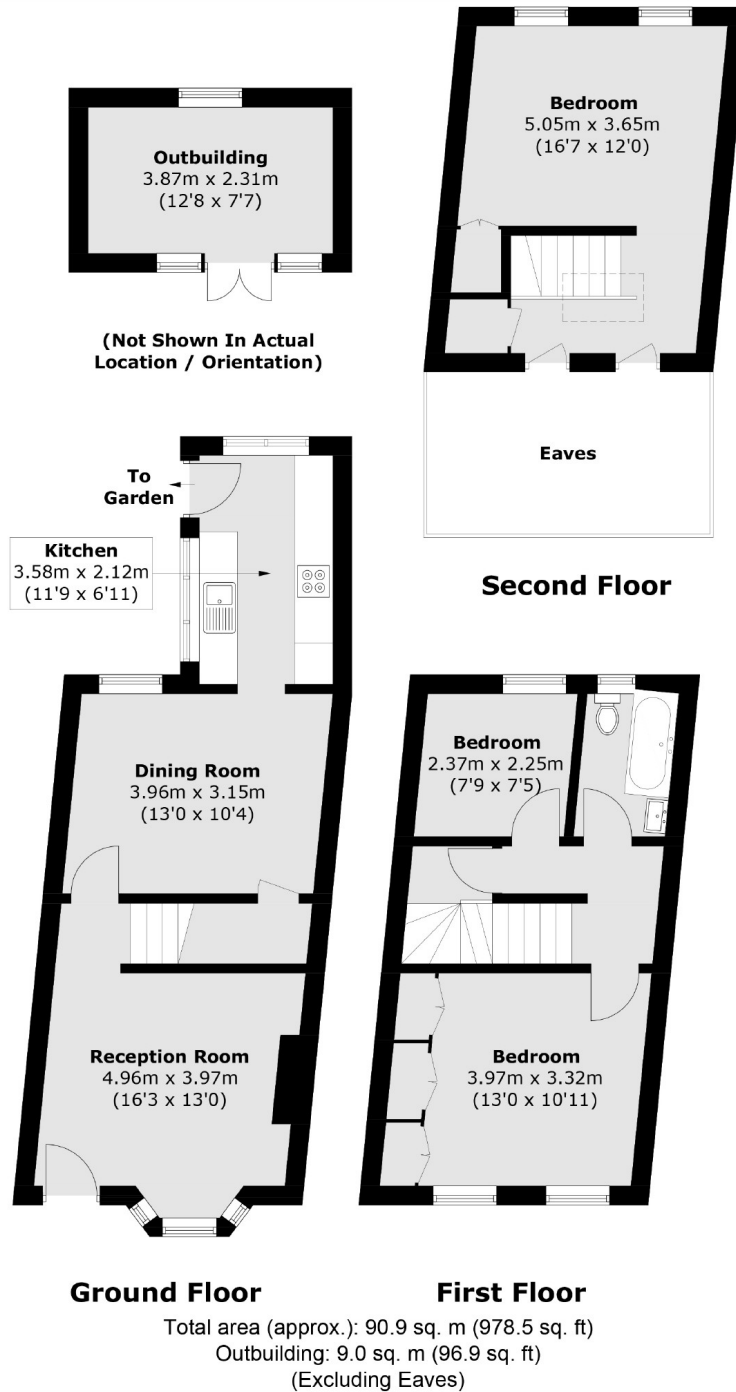 Outbuilding
3.87m x 2.31m
(12'8 x 7'7)
(Not Shown In Actual
Location / Orientation)
Bedroom
5.05m x 3.65m
(16'7 x 12'0)
Eaves
Second Floor
To
Garden
Kitchen
3.58m x 2.12m
(11'9 x 6'11)
Dining Room
3.96m x 3.15m
(13'0 x 10'4)
Reception Room
4.96m x 3.97m
(16'3 x 13'0)
Ground Floor
Bedroom
2.37m x 2.25m
(7'9 x 7'5)
Bedroom
3.97m x 3.32m
(13'0 x 10'11)
First Floor
Total area (approx.): 90.9 sq. m (978.5 sq. ft)
Outbuilding: 9.0 sq. m (96.9 sq. ft)
(Excluding Eaves)